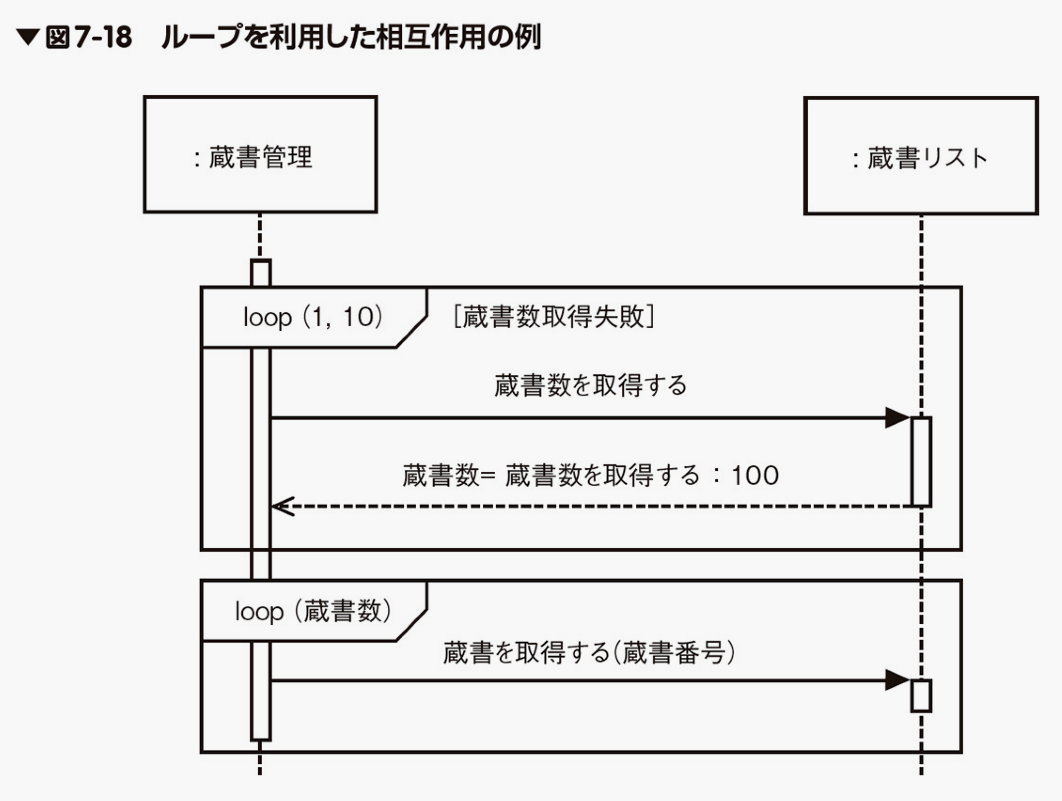 ▼図7-18 ループを利用した相互作用の例
: 蔵書管理
: 蔵書リスト
loop (1, 10) [蔵書数取得失敗]
蔵書数を取得する
蔵書数= 蔵書数を取得する : 100
loop (蔵書数)
蔵書を取得する(蔵書番号)